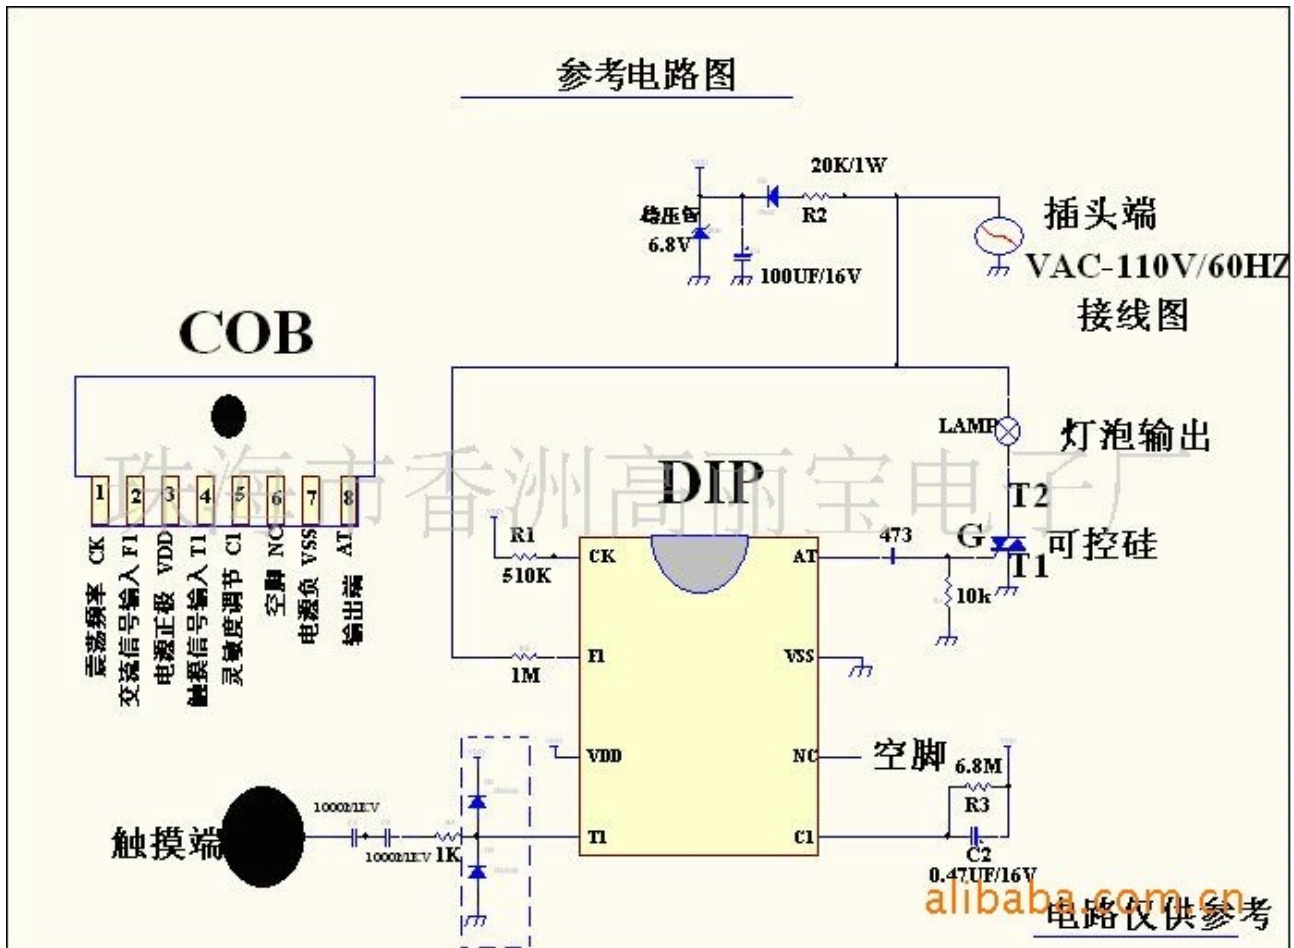 参考电路图
20K/1W
R2
稳压管
6.8V
100UF/16V
插头端
VAC-110V/60HZ
接线图
COB
1 2 3 4 5 6 7 8
震荡频率 CK
交流信号输入 F1
电源正极 VDD
触摸信号输入 T1
灵敏度调节 C1
空脚 NC
电源负 VSS
输出端 AT
珠海市香洲高丽宝电子厂
LAMP
灯泡输出
DIP
T2
G
可控硅
T1
R1
510K
CK
AT
473
10k
1M
F1
VSS
VDD
NC
空脚
6.8M
R3
触摸端
1K
T1
C1
C2
0.47UF/16V
alibaba.com.cn
电路仅供参考